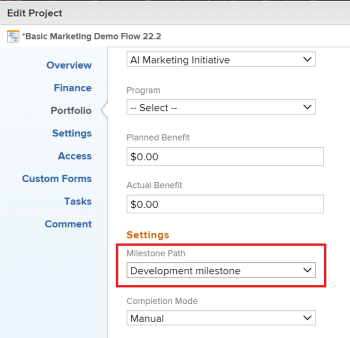 Edit Project
*Basic Marketing Demo Flow 22.2
Overview
Finance
Portfolio
Settings
Access
Custom Forms
Tasks
Comment
AI Marketing Initiative
Program
-- Select --
Planned Benefit
$0.00
Actual Benefit
$0.00
Settings
Milestone Path
Development milestone
Completion Mode
Manual